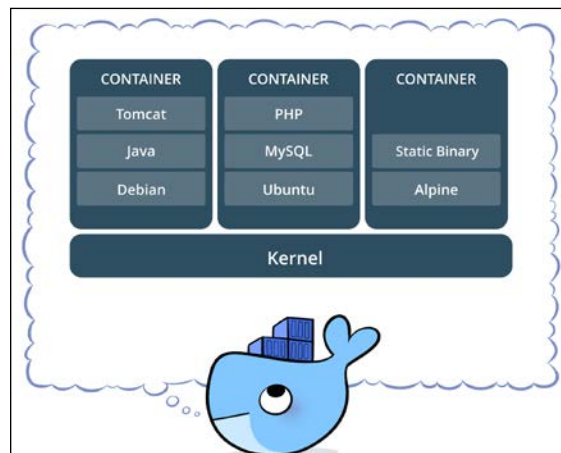 CONTAINER
Tomcat
Java
Debian
CONTAINER
PHP
MySQL
Ubuntu
CONTAINER
Static Binary
Alpine
Kernel